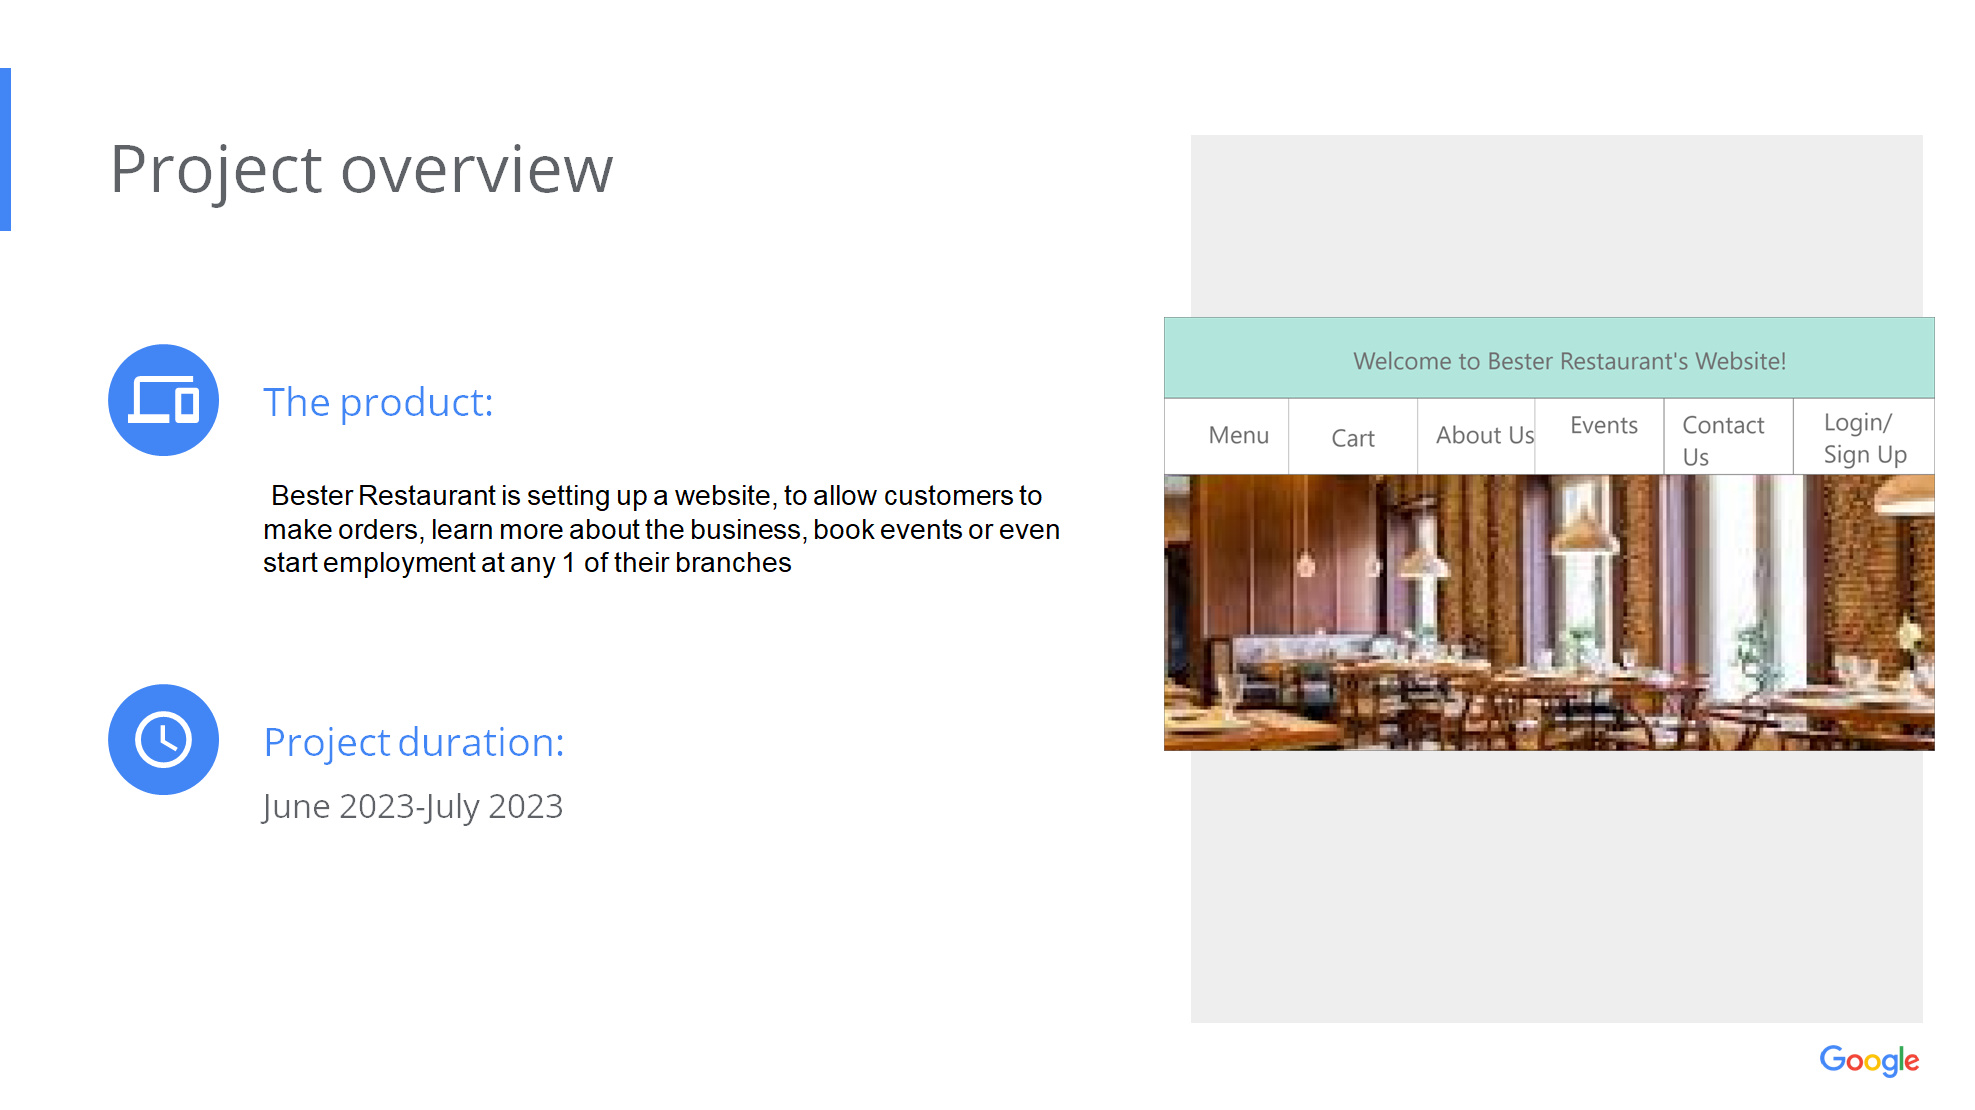 Project overview
The product:
Bester Restaurant is setting up a website, to allow customers to
make orders, learn more about the business, book events or even
start employment at any 1 of their branches
Project duration:
June 2023-July 2023
Welcome to Bester Restaurant's Website!
Menu
Cart
About Us
Events
Contact
Us
Login/
Sign Up
Google